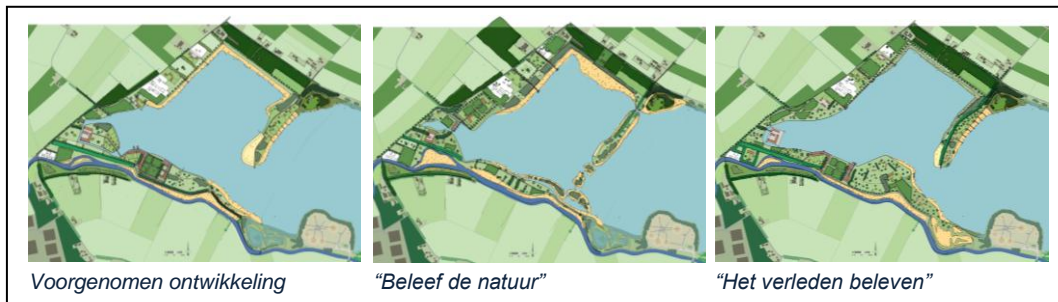 Voorgenomen ontwikkeling
“Beleef de natuur”
“Het verleden beleven”